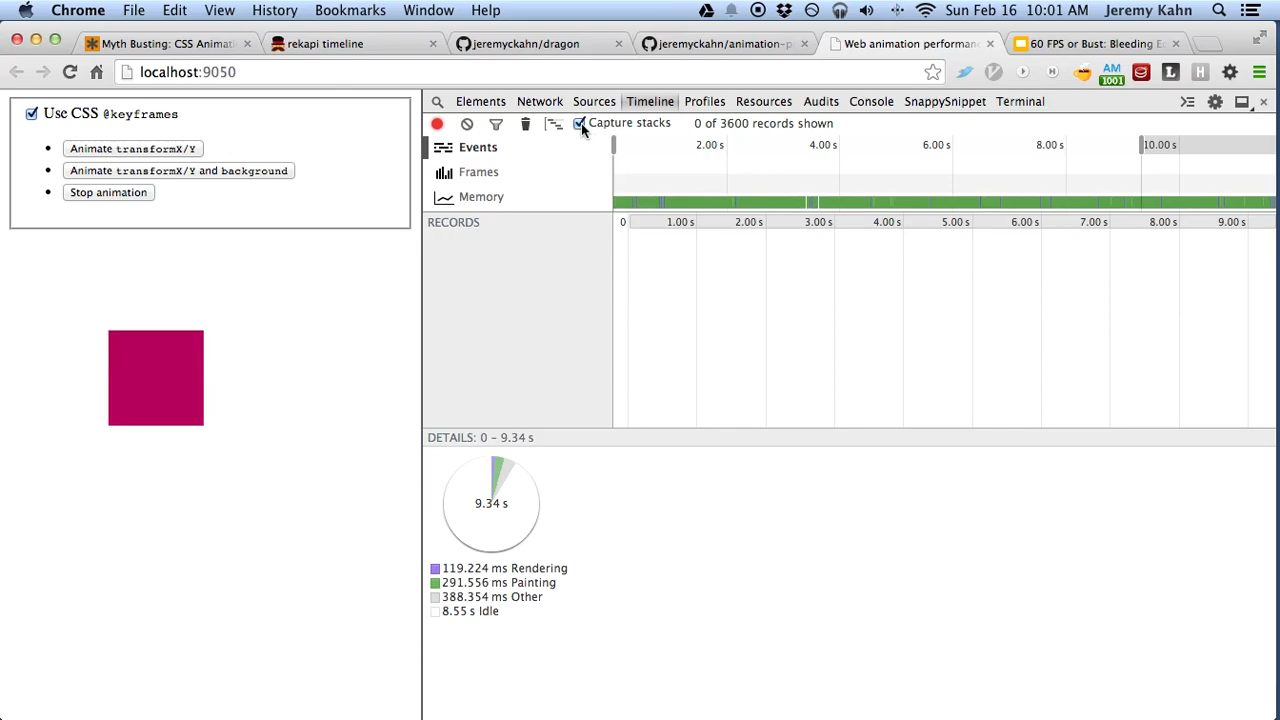 Chrome File Edit View History Bookmarks Window Help Sun Feb 16 10:01 AM Jeremy Kahn
Myth Busting: CSS Animati
rekapi timeline
jeremyckahn/dragon
jeremyckahn/animation-p
Web animation performan
60 FPS or Bust: Bleeding E
localhost:9050
AM
1001
Elements Network Sources Timeline Profiles Resources Audits Console SnappySnippet Terminal
Capture stacks 0 of 3600 records shown
Use CSS @keyframes
Animate transformX/Y
Animate transformX/Y and background
Stop animation
Events
Frames
Memory
2.00 s 4.00 s 6.00 s 8.00 s 10.00 s
RECORDS
0 1.00 s 2.00 s 3.00 s 4.00 s 5.00 s 6.00 s 7.00 s 8.00 s 9.00 s
DETAILS: 0 – 9.34 s
9.34 s
119.224 ms Rendering
291.556 ms Painting
388.354 ms Other
8.55 s Idle